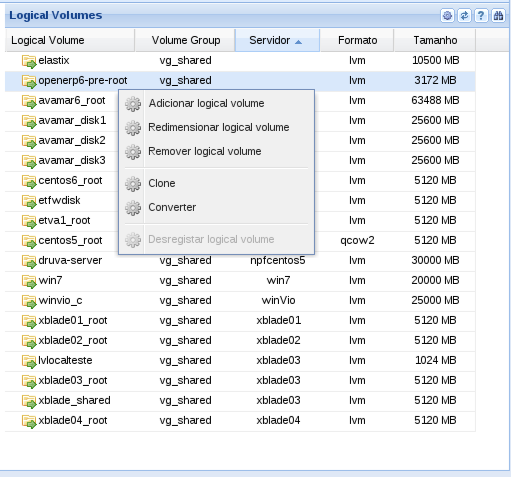 Logical Volumes
Logical Volume Volume Group Servidor Formato Tamanho
elastix vg_shared lvm 10500 MB
openerp6-pre-root vg_shared lvm 3172 MB
avamar6_root lvm 63488 MB
avamar_disk1 lvm 25600 MB
avamar_disk2 lvm 25600 MB
avamar_disk3 lvm 25600 MB
centos6_root lvm 5120 MB
etfwdisk lvm 5120 MB
etva1_root lvm 5120 MB
centos5_root qcow2 5120 MB
Adicionar logical volume
Redimensionar logical volume
Remover logical volume
Clone
Converter
Desregistar logical volume
druva-server vg_shared npfcentos5 lvm 30000 MB
win7 vg_shared win7 lvm 20000 MB
winvio_c vg_shared winVio lvm 25000 MB
xblade01_root vg_shared xblade01 lvm 5120 MB
xblade02_root vg_shared xblade02 lvm 5120 MB
lvlocalteste vg_shared xblade03 lvm 1024 MB
xblade03_root vg_shared xblade03 lvm 5120 MB
xblade_shared vg_shared xblade03 lvm 5120 MB
xblade04_root vg_shared xblade04 lvm 5120 MB